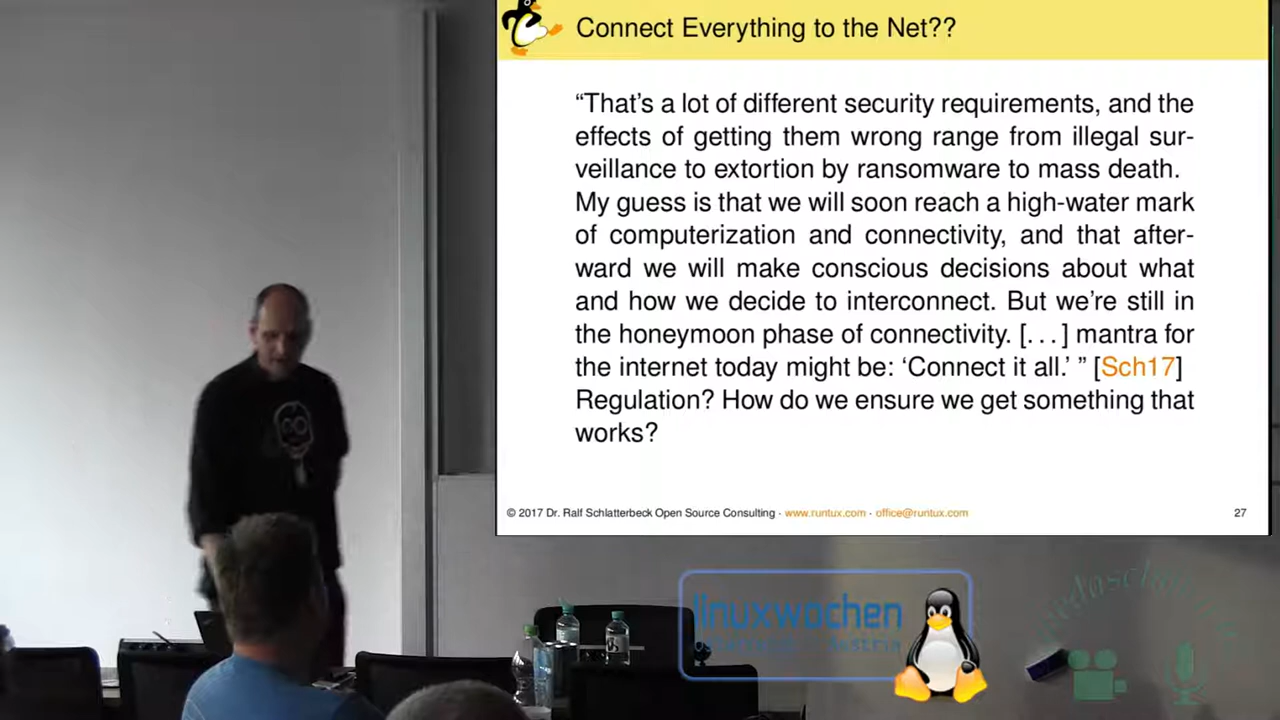 Connect Everything to the Net??
“That’s a lot of different security requirements, and the
effects of getting them wrong range from illegal sur-
veillance to extortion by ransomware to mass death.
My guess is that we will soon reach a high-water mark
of computerization and connectivity, and that after-
ward we will make conscious decisions about what
and how we decide to interconnect. But we’re still in
the honeymoon phase of connectivity. [...] mantra for
the internet today might be: ‘Connect it all.’ ” [Sch17]
Regulation? How do we ensure we get something that
works?
© 2017 Dr. Ralf Schlatterbeck Open Source Consulting · www.runtux.com · office@runtux.com 27
linuxwochen
österreich - Austria